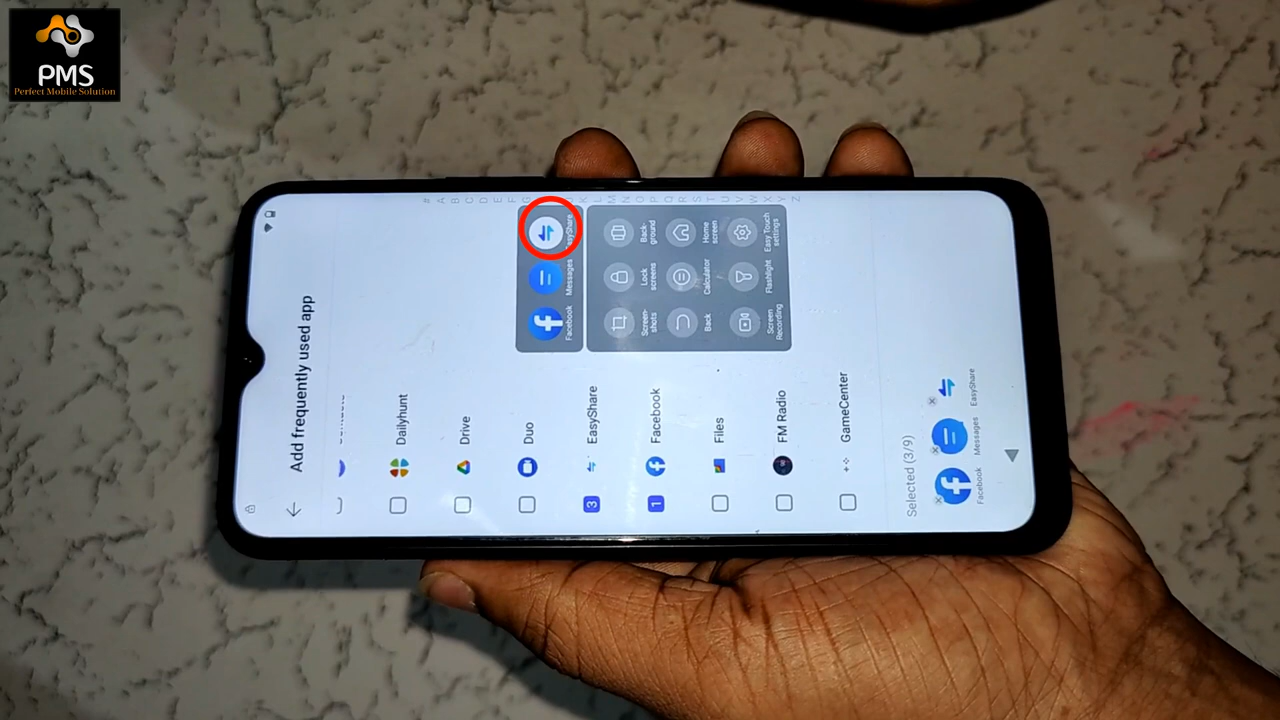 PMS
Perfect Mobile Solution
Add frequently used app
Dailyhunt
Drive
Duo
3
EasyShare
1
Facebook
Files
FM Radio
GameCenter
#
A
B
C
D
E
F
G
K
L
M
N
O
P
Q
R
S
T
U
V
W
X
Y
Z
Facebook
Messages
EasyShare
Screen-
shots
Lock
screens
Back-
ground
Back
Calculator
Home
screen
Screen
Recording
Flashlight
Easy Touch
settings
Selected (3/9)
Facebook
Messages
EasyShare